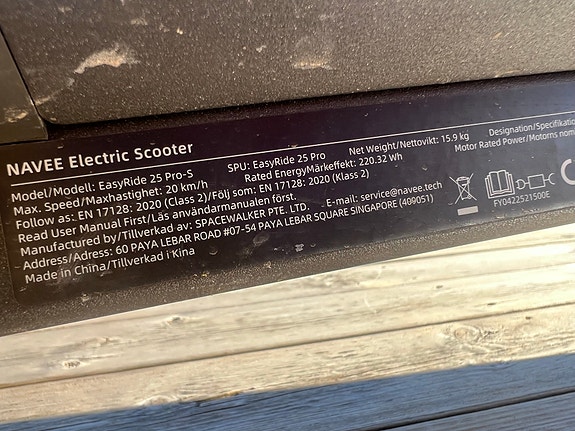 NAVEE Electric Scooter
Model/Modell: EasyRide 25 Pro-S SPU: EasyRide 25 Pro Net Weight/Nettovikt: 15.9 kg Designation/Specifikatio
Max. Speed/Maxhastighet: 20 km/h Rated Energy/Märkeffekt: 220.32 Wh Motor Rated Power/Motorns nom
Follow as: EN 17128: 2020 (Class 2)/Följ som: EN 17128: 2020 (Klass 2)
Read User Manual First/Läs användarmanualen först.
Manufactured by/Tillverkad av: SPACEWALKER PTE. LTD. E-mail: service@navee.tech
Address/Adress: 60 PAYA LEBAR ROAD #07-54 PAYA LEBAR SQUARE SINGAPORE (409051)
Made in China/Tillverkad i Kina
FY0422521500E